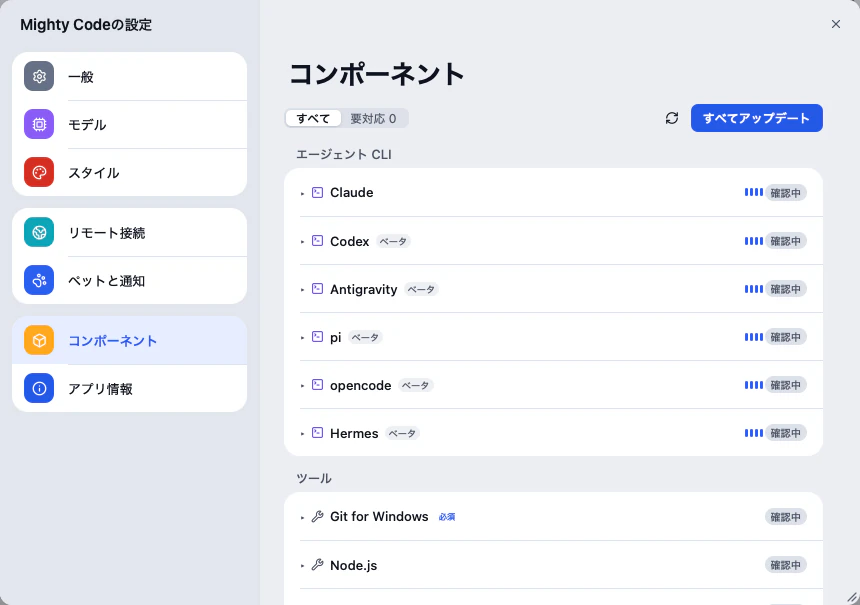 Mighty Codeの設定
一般
モデル
スタイル
リモート接続
ペットと通知
コンポーネント
アプリ情報
コンポーネント
すべて 要対応 0
すべてアップデート
エージェント CLI
Claude 確認中
Codex ベータ 確認中
Antigravity ベータ 確認中
pi ベータ 確認中
opencode ベータ 確認中
Hermes ベータ 確認中
ツール
Git for Windows 必須 確認中
Node.js 確認中